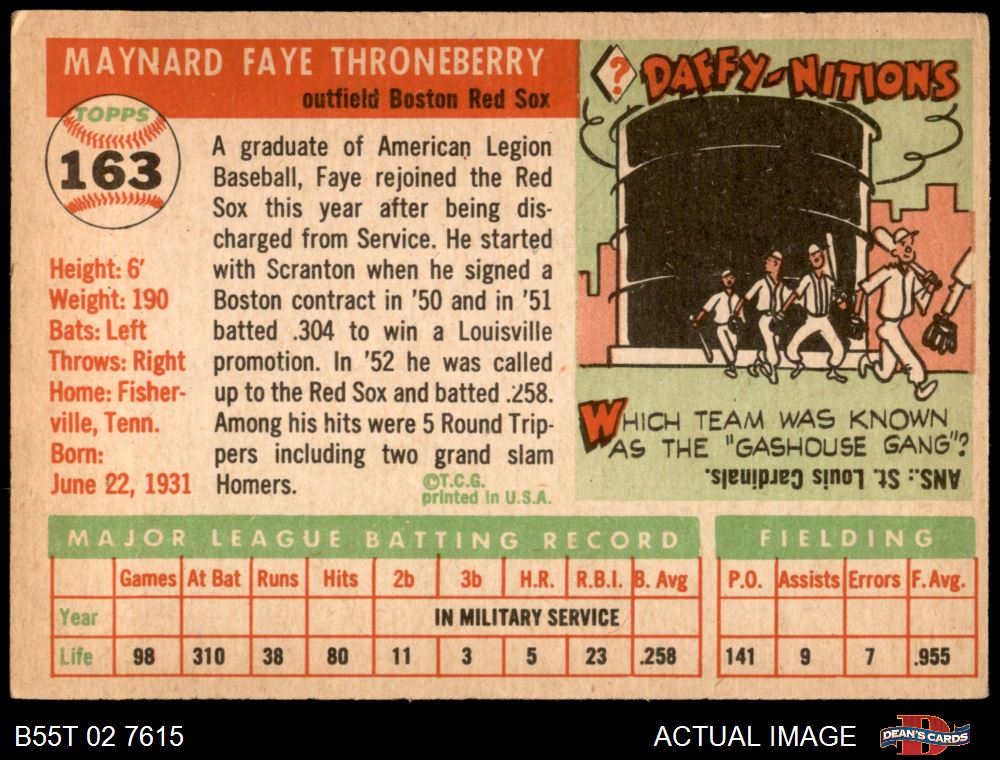 MAYNARD FAYE THRONEBERRY
outfield Boston Red Sox
TOPPS
163
Height: 6'
Weight: 190
Bats: Left
Throws: Right
Home: Fisher-
ville, Tenn.
Born:
June 22, 1931
A graduate of American Legion
Baseball, Faye rejoined the Red
Sox this year after being dis-
charged from Service. He started
with Scranton when he signed a
Boston contract in '50 and in '51
batted .304 to win a Louisville
promotion. In '52 he was called
up to the Red Sox and batted .258.
Among his hits were 5 Round Trip-
pers including two grand slam
Homers.
©T.C.G.
printed in U.S.A.
?
DAFFY-NITIONS
WHICH TEAM WAS KNOWN
AS THE "GASHOUSE GANG"?
ANS.: St. Louis Cardinals.
MAJOR LEAGUE BATTING RECORD
FIELDING
Games At Bat Runs Hits 2b 3b H.R. R.B.I. B. Avg P.O. Assists Errors F. Avg.
Year IN MILITARY SERVICE
Life 98 310 38 80 11 3 5 23 .258 141 9 7 .955
B55T 02 7615
ACTUAL IMAGE
DEAN'S CARDS